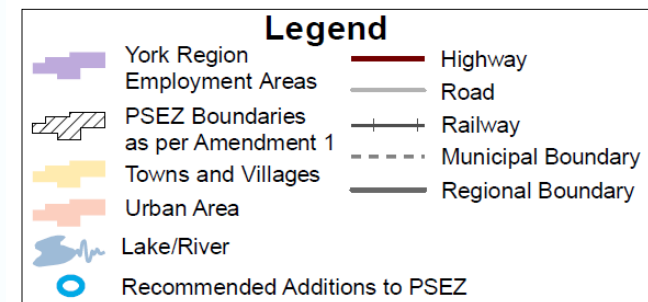 Legend
York Region
Employment Areas
PSEZ Boundaries
as per Amendment 1
Towns and Villages
Urban Area
Lake/River
Recommended Additions to PSEZ
Highway
Road
Railway
Municipal Boundary
Regional Boundary